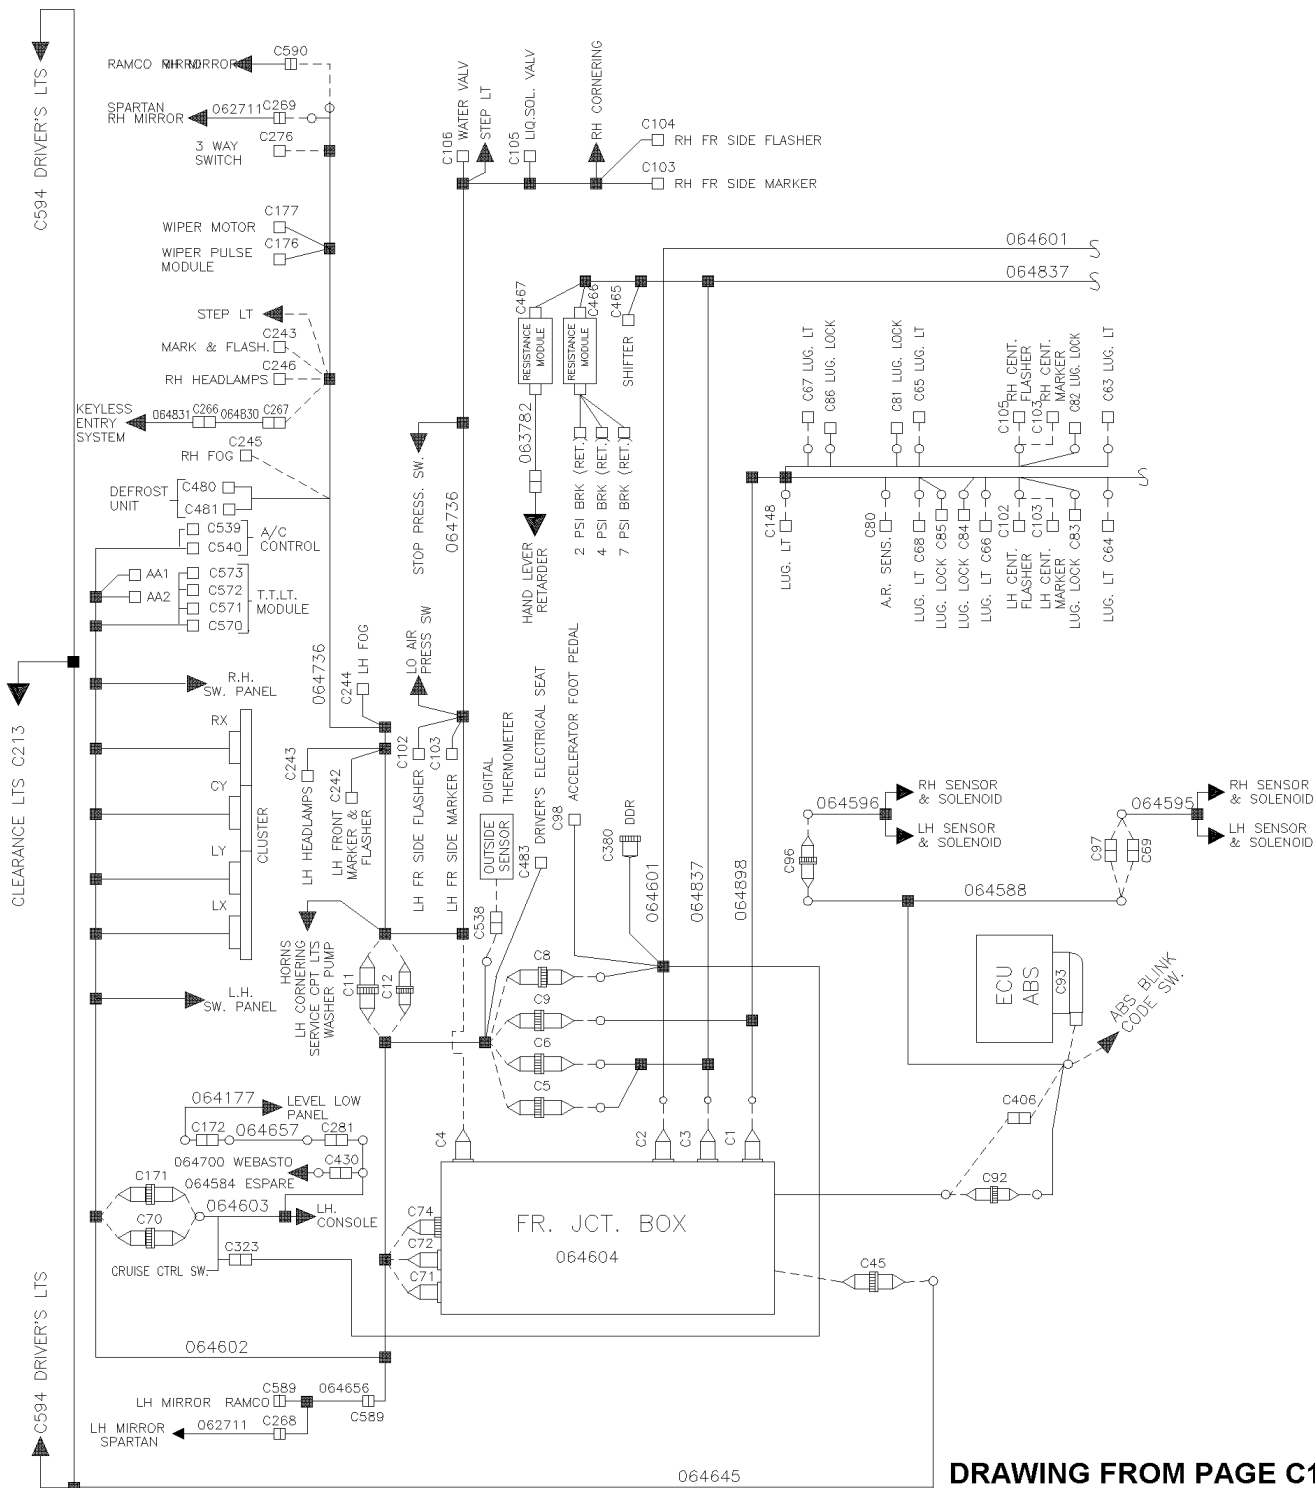 C590
RAMCO RH MIRROR
SPARTAN
RH MIRROR
062711
C269
C276
3 WAY
SWITCH
C177
WIPER MOTOR
C176
WIPER PULSE
MODULE
STEP LT
C243
MARK & FLASH.
C246
RH HEADLAMPS
KEYLESS
ENTRY
SYSTEM
064831
C266
064830
C267
C245
RH FOG
DEFROST
UNIT
C480
C481
C539
C540
A/C
CONTROL
AA1
AA2
C573
C572
C571
C570
T.T.LT.
MODULE
R.H.
SW. PANEL
RX
CY
LY
LX
CLUSTER
L.H.
SW. PANEL
C594 DRIVER'S LTS
CLEARANCE LTS C213
C594 DRIVER'S LTS
064736
C244
LH FOG
C243
LH HEADLAMPS
LH FRONT C242
MARKER &
FLASHER
HORNS
LH CORNERING
SERVICE CPT LTS
WASHER PUMP
C11
C12
C106
WATER VALV
STEP LT
C105
LIQ.SOL. VALV
RH CORNERING
C104
RH FR SIDE FLASHER
C103
RH FR SIDE MARKER
STOP PRESS. SW.
064736
LO AIR
PRESS SW
C102
LH FR SIDE FLASHER
C103
LH FR SIDE MARKER
064601
064837
C467
RESISTANCE
MODULE
C466
RESISTANCE
MODULE
C465
SHIFTER
063782
HAND LEVER
RETARDER
2 PSI BRK (RET.)
4 PSI BRK (RET.)
7 PSI BRK (RET.)
C67 LUG. LT
C86 LUG. LOCK
C81 LUG. LOCK
C65 LUG. LT
C105
RH CENT.
FLASHER
C103
RH CENT.
MARKER
C82 LUG. LOCK
C63 LUG. LT
C148
LUG. LT
C80
A.R. SENS.
LUG. LT C68
LUG. LOCK C85
LUG. LOCK C84
LUG. LT C66
C102
LH CENT.
FLASHER
C103
LH CENT.
MARKER
LUG. LOCK C83
LUG. LT C64
DIGITAL
THERMOMETER
OUTSIDE
SENSOR
C538
C483
DRIVER'S ELECTRICAL SEAT
C98
ACCELERATOR FOOT PEDAL
C380
DDR
064601
064837
064898
C8
C9
C6
C5
C4
C2
C3
C1
064596
RH SENSOR
& SOLENOID
LH SENSOR
& SOLENOID
064595
RH SENSOR
& SOLENOID
LH SENSOR
& SOLENOID
C96
C97
C69
064588
ECU
ABS
C93
ABS BLINK
CODE SW.
C406
C92
064177
LEVEL LOW
PANEL
C172
064657
C281
064700 WEBASTO
C430
064584 ESPARE
C171
C70
064603
LH.
CONSOLE
C323
CRUISE CTRL SW.
C74
C72
C71
FR. JCT. BOX
064604
C45
064602
LH MIRROR RAMCO
C589
064656
C589
LH MIRROR
SPARTAN
062711
C268
064645
DRAWING FROM PAGE C1